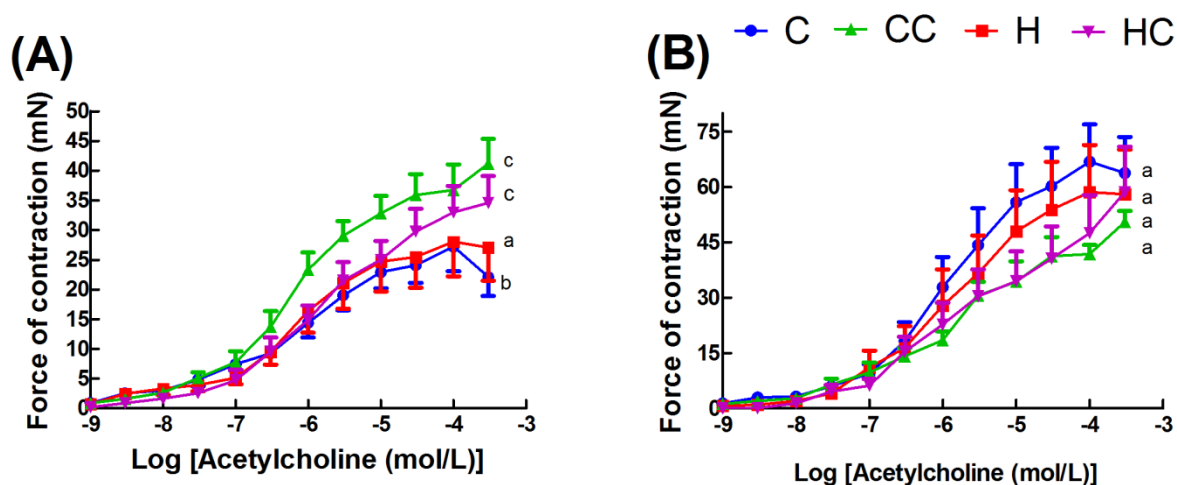 C CC H HC
(A) (B)
Force of contraction (mN)
50
45
40
35
30
25
20
15
10
5
0
c
c
a
b
-9 -8 -7 -6 -5 -4 -3
Log [Acetylcholine (mol/L)]
Force of contraction (mN)
75
60
45
30
15
0
a
a
a
a
-9 -8 -7 -6 -5 -4 -3
Log [Acetylcholine (mol/L)]